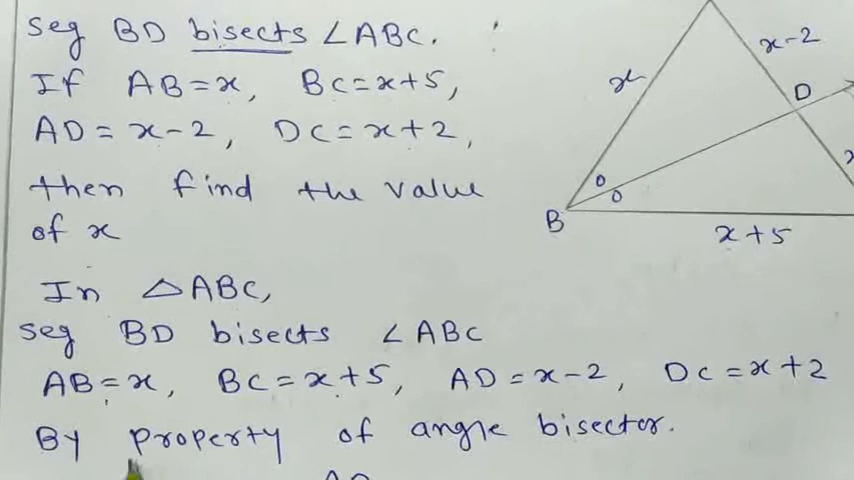 Seg BD bisects ∠ABC.
If AB=x, BC=x+5,
AD=x-2, DC=x+2,
then find the value
of x
x
x-2
D
B
x+5
In △ABC,
Seg BD bisects ∠ABC
AB=x, BC=x+5, AD=x-2, DC=x+2
By property of angle bisector.